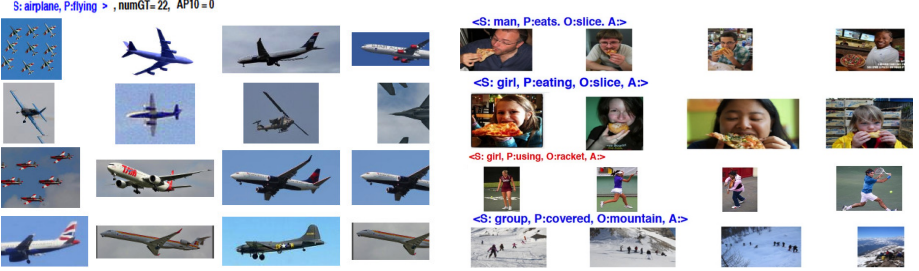 S: airplane, P:flying > , numGT= 22, AP10 = 0
<S: man, P:eats. O:slice. A:>
<S: girl, P:eating, O:slice, A:>
<S: girl, P:using, O:racket, A:>
<S: group, P:covered, O:mountain, A:>